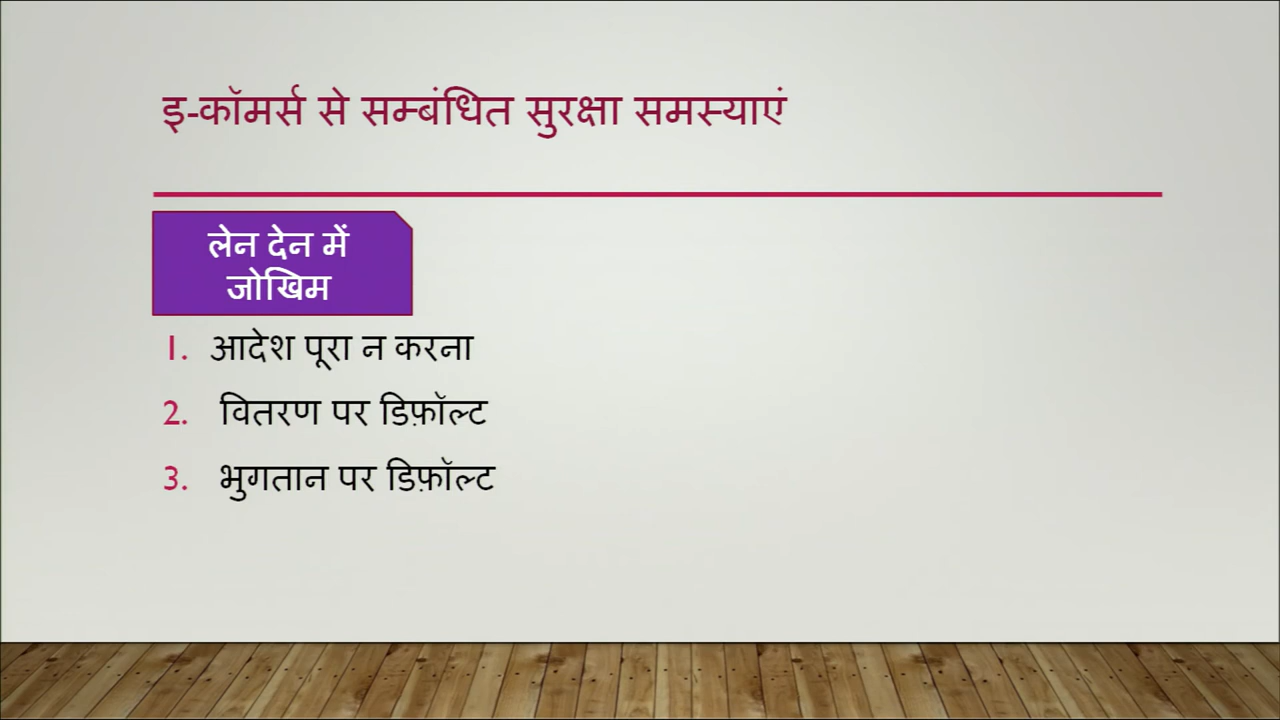 इ-कॉमर्स से सम्बंधित सुरक्षा समस्याएं
लेन देन में
जोखिम
1. आदेश पूरा न करना
2. वितरण पर डिफ़ॉल्ट
3. भुगतान पर डिफ़ॉल्ट